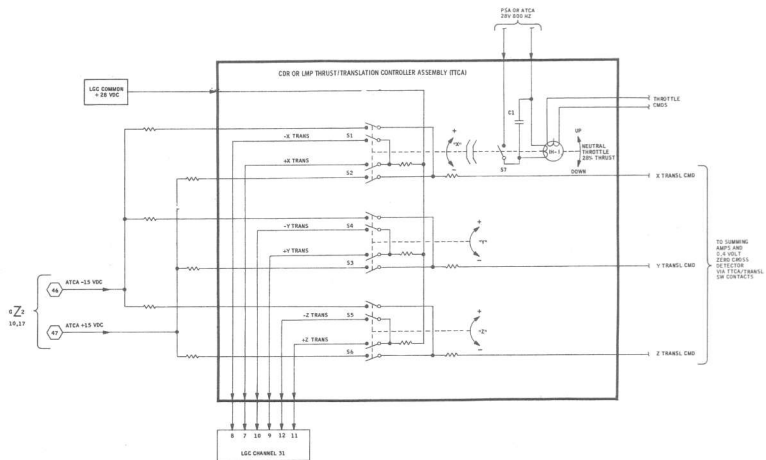 PSA OR ATCA
28V 800 HZ
CDR OR LMP THRUST/TRANSLATION CONTROLLER ASSEMBLY (TTCA)
LGC COMMON
+ 28 VDC
THROTTLE
CMDS
C1
UP
NEUTRAL
THROTTLE
28% THRUST
DOWN
S7
-X TRANS
S1
+
"X"
-
+X TRANS
S2
X TRANSL CMD
-Y TRANS
S4
+
"Y"
-
+Y TRANS
S3
Y TRANSL CMD
TO SUMMING
AMPS AND
0.4 VOLT
ZERO CROSS
DETECTOR
VIA TTCA/TRANSL
SW CONTACTS
46
ATCA -15 VDC
G Z 2
10,17
47
ATCA +15 VDC
-Z TRANS
S5
+
"Z"
-
+Z TRANS
S6
Z TRANSL CMD
8 7 10 9 12 11
LGC CHANNEL 31